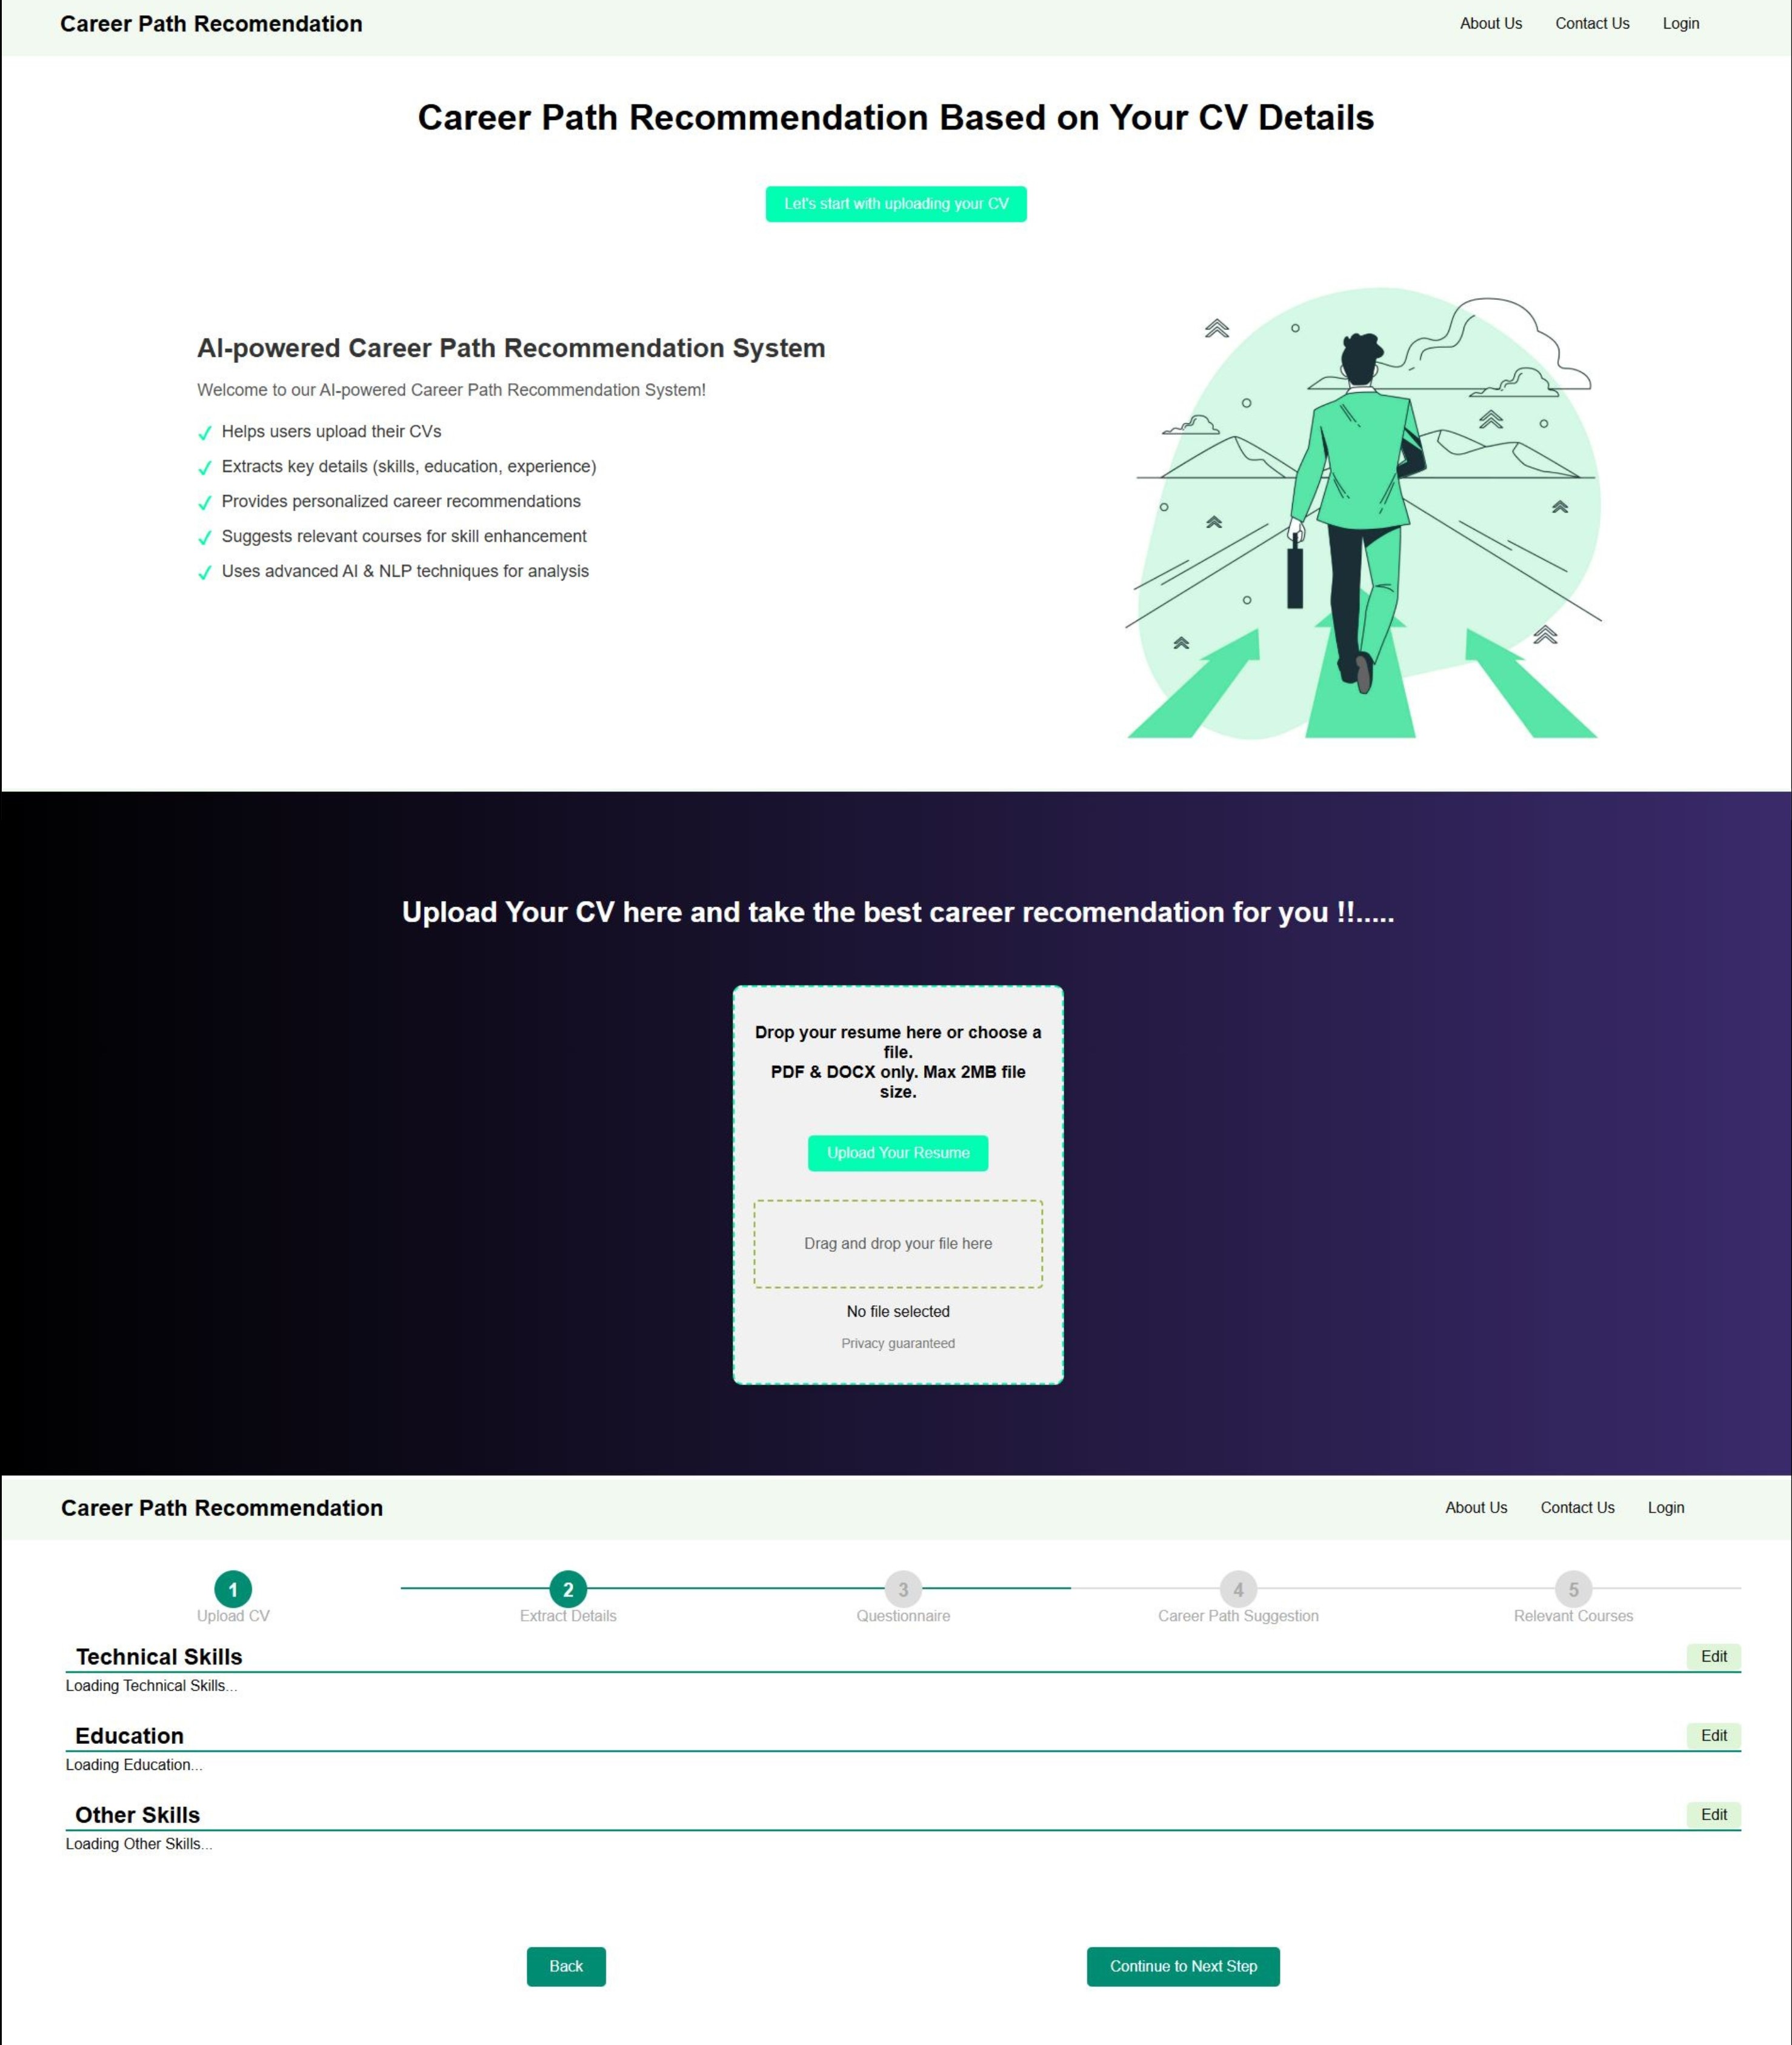 Career Path Recomendation
About Us Contact Us Login
Career Path Recommendation Based on Your CV Details
Let's start with uploading your CV
AI-powered Career Path Recommendation System
Welcome to our AI-powered Career Path Recommendation System!
Helps users upload their CVs
Extracts key details (skills, education, experience)
Provides personalized career recommendations
Suggests relevant courses for skill enhancement
Uses advanced AI & NLP techniques for analysis
Upload Your CV here and take the best career recomendation for you !!.....
Drop your resume here or choose a
file.
PDF & DOCX only. Max 2MB file
size.
Upload Your Resume
Drag and drop your file here
No file selected
Privacy guaranteed
Career Path Recommendation
About Us Contact Us Login
1 2 3 4 5
Upload CV Extract Details Questionnaire Career Path Suggestion Relevant Courses
Technical Skills Edit
Loading Technical Skills...
Education Edit
Loading Education...
Other Skills Edit
Loading Other Skills...
Back Continue to Next Step